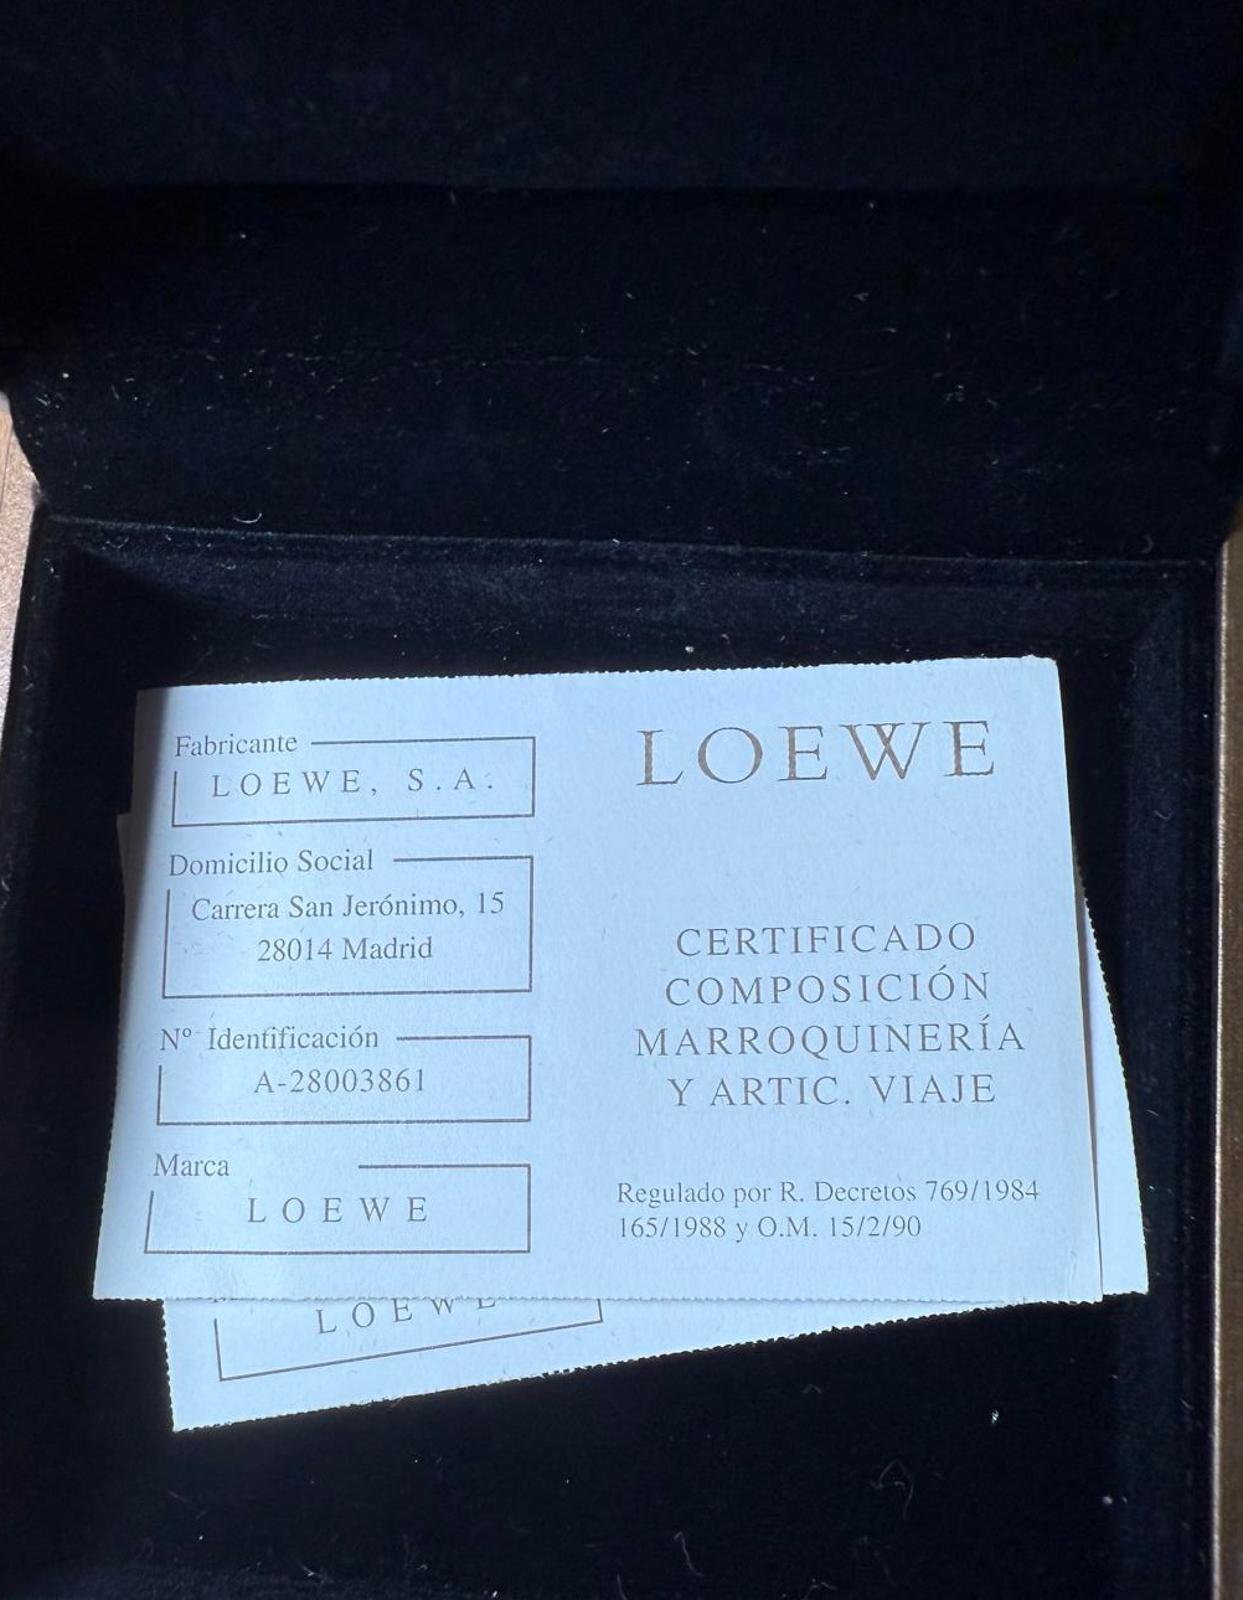 Fabricante
LOEWE, S.A.
Domicilio Social
Carrera San Jerónimo, 15
28014 Madrid
Nº Identificación
A-28003861
Marca
LOEWE
LOEWE
CERTIFICADO
COMPOSICIÓN
MARROQUINERÍA
Y ARTIC. VIAJE
Regulado por R. Decretos 769/1984
165/1988 y O.M. 15/2/90
LOEWE